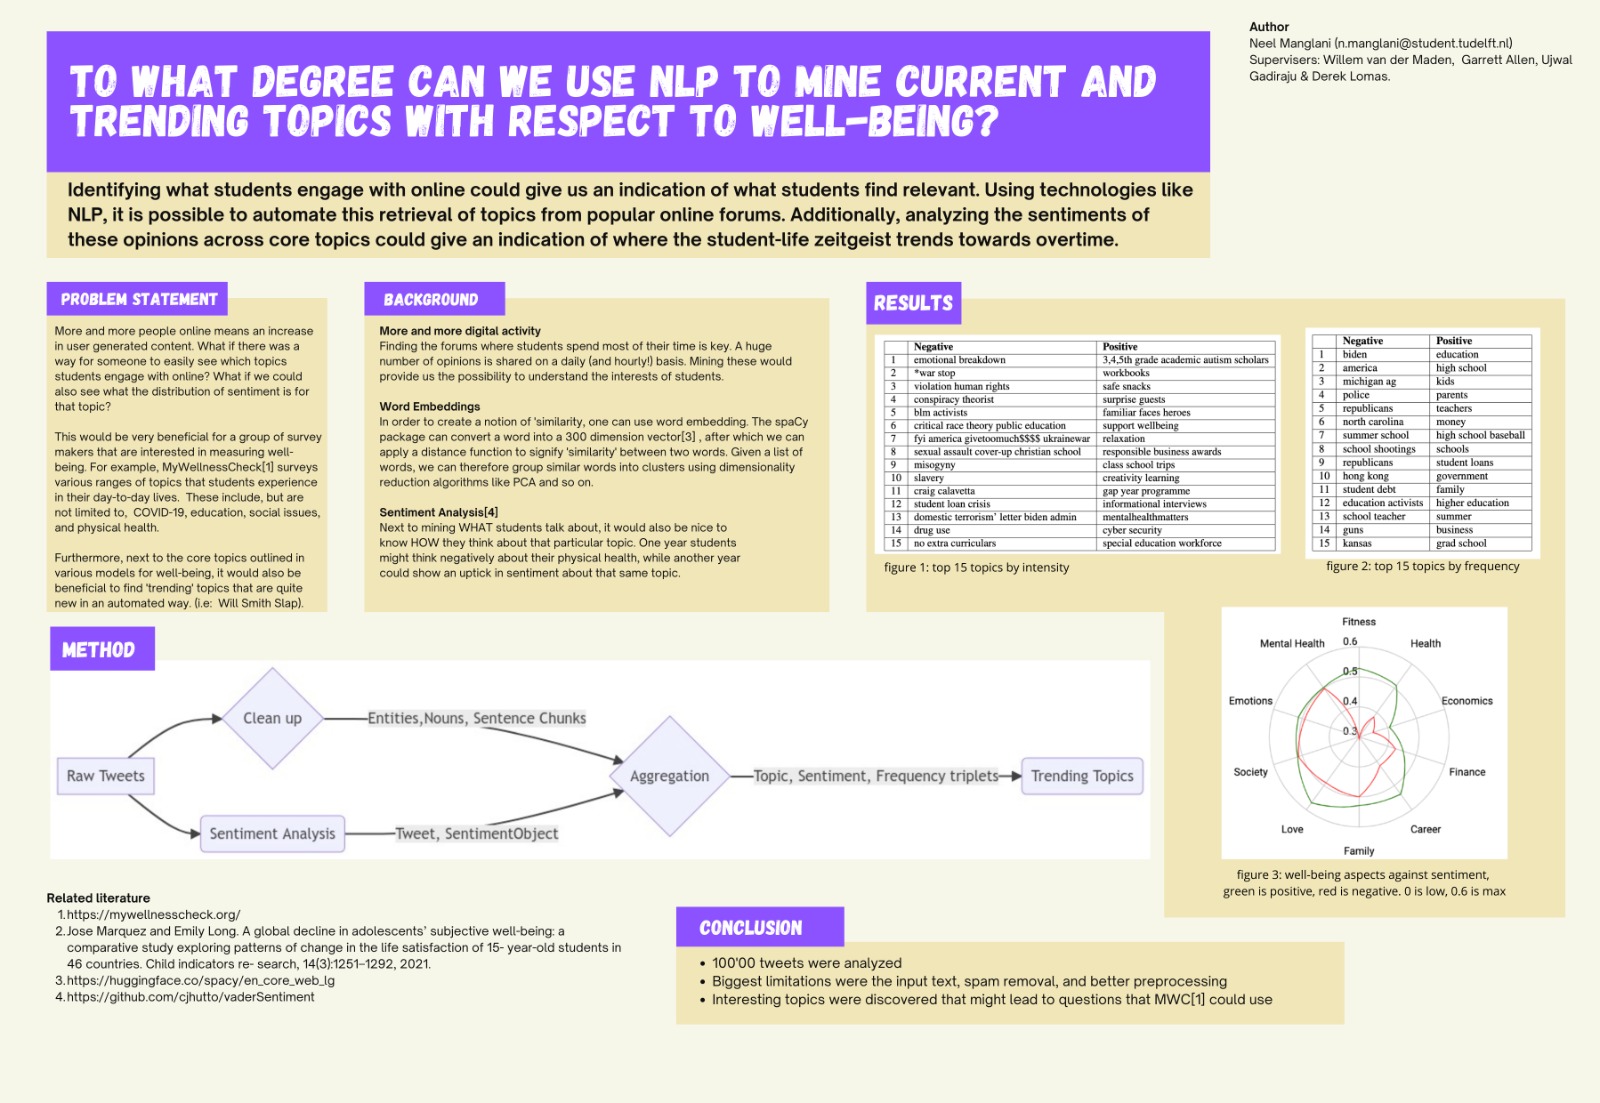 Author
Neel Manglani (n.manglani@student.tudelft.nl)
Supervisers: Willem van der Maden, Garrett Allen, Ujwal
Gadiraju & Derek Lomas.
TO WHAT DEGREE CAN WE USE NLP TO MINE CURRENT AND
TRENDING TOPICS WITH RESPECT TO WELL-BEING?
Identifying what students engage with online could give us an indication of what students find relevant. Using technologies like
NLP, it is possible to automate this retrieval of topics from popular online forums. Additionally, analyzing the sentiments of
these opinions across core topics could give an indication of where the student-life zeitgeist trends towards overtime.
PROBLEM STATEMENT
More and more people online means an increase
in user generated content. What if there was a
way for someone to easily see which topics
students engage with online? What if we could
also see what the distribution of sentiment is for
that topic?
This would be very beneficial for a group of survey
makers that are interested in measuring well-
being. For example, MyWellnessCheck[1] surveys
various ranges of topics that students experience
in their day-to-day lives. These include, but are
not limited to, COVID-19, education, social issues,
and physical health.
Furthermore, next to the core topics outlined in
various models for well-being, it would also be
beneficial to find 'trending' topics that are quite
new in an automated way. (i.e: Will Smith Slap).
BACKGROUND
More and more digital activity
Finding the forums where students spend most of their time is key. A huge
number of opinions is shared on a daily (and hourly!) basis. Mining these would
provide us the possibility to understand the interests of students.
Word Embeddings
In order to create a notion of 'similarity, one can use word embedding. The spaCy
package can convert a word into a 300 dimension vector[3] , after which we can
apply a distance function to signify 'similarity' between two words. Given a list of
words, we can therefore group similar words into clusters using dimensionality
reduction algorithms like PCA and so on.
Sentiment Analysis[4]
Next to mining WHAT students talk about, it would also be nice to
know HOW they think about that particular topic. One year students
might think negatively about their physical health, while another year
could show an uptick in sentiment about that same topic.
RESULTS
Negative Positive
1 emotional breakdown 3,4,5th grade academic autism scholars
2 *war stop workbooks
3 violation human rights safe snacks
4 conspiracy theorist surprise guests
5 blm activists familiar faces heroes
6 critical race theory public education support wellbeing
7 fyi america givetoomuch$$$$ ukrainewar relaxation
8 sexual assault cover-up christian school responsible business awards
9 misogyny class school trips
10 slavery creativity learning
11 craig calavetta gap year programme
12 student loan crisis informational interviews
13 domestic terrorism' letter biden admin mentalhealthmatters
14 drug use cyber security
15 no extra curriculars special education workforce
figure 1: top 15 topics by intensity
Negative Positive
1 biden education
2 america high school
3 michigan ag kids
4 police parents
5 republicans teachers
6 north carolina money
7 summer school high school baseball
8 school shootings schools
9 republicans student loans
10 hong kong government
11 student debt family
12 education activists higher education
13 school teacher summer
14 guns business
15 kansas grad school
figure 2: top 15 topics by frequency
METHOD
Raw Tweets
Clean up
Entities,Nouns, Sentence Chunks
Sentiment Analysis
Tweet, SentimentObject
Aggregation
Topic, Sentiment, Frequency triplets
Trending Topics
Fitness
Mental Health 0.6 Health
0.5
Emotions 0.4 Economics
0.3
Society Finance
Love Career
Family
figure 3: well-being aspects against sentiment,
green is positive, red is negative. 0 is low, 0.6 is max
Related literature
1.https://mywellnesscheck.org/
2.Jose Marquez and Emily Long. A global decline in adolescents' subjective well-being: a
comparative study exploring patterns of change in the life satisfaction of 15- year-old students in
46 countries. Child indicators re- search, 14(3):1251–1292, 2021.
3.https://huggingface.co/spacy/en_core_web_lg
4.https://github.com/cjhutto/vaderSentiment
CONCLUSION
• 100'00 tweets were analyzed
• Biggest limitations were the input text, spam removal, and better preprocessing
• Interesting topics were discovered that might lead to questions that MWC[1] could use